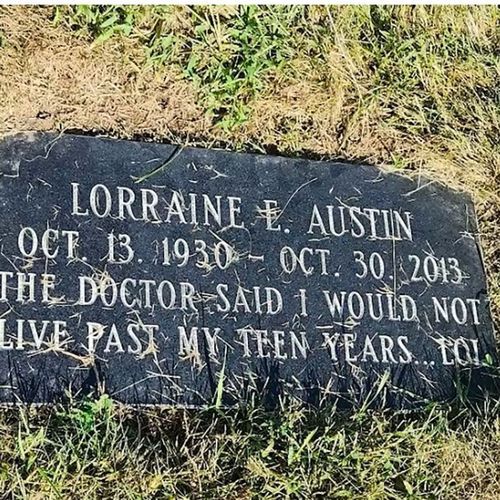 LORRAINE E. AUSTIN
OCT. 13. 1930 - OCT. 30. 2013
THE DOCTOR SAID I WOULD NOT
LIVE PAST MY TEEN YEARS...LOL